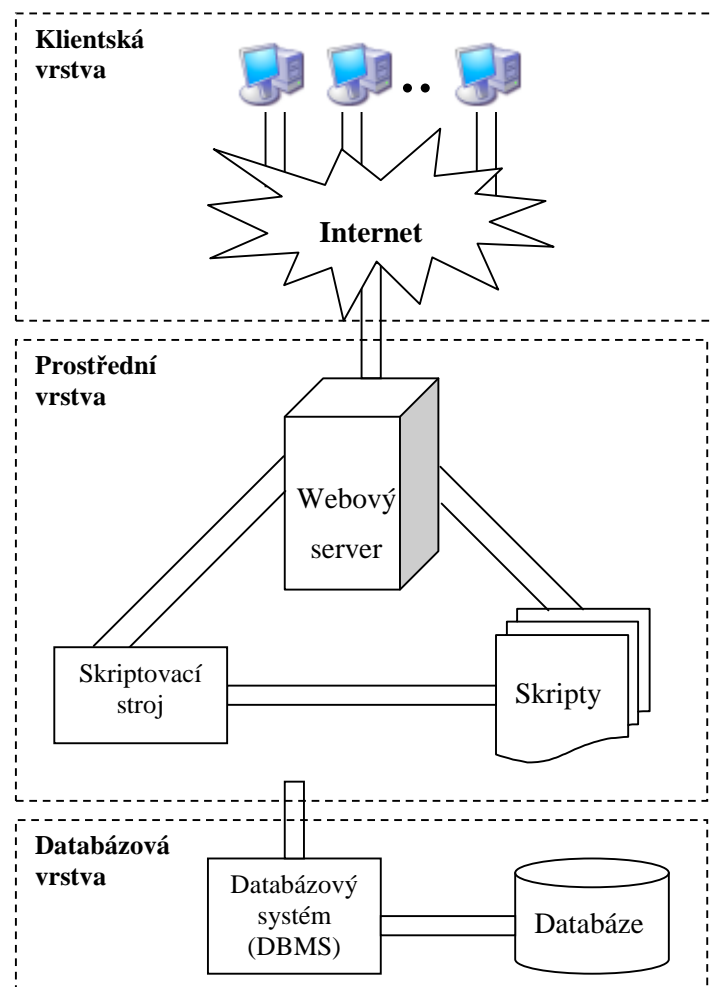 Klientská
vrstva
Internet
Prostřední
vrstva
Webový
server
Skriptovací
stroj
Skripty
Databázová
vrstva
Databázový
systém
(DBMS)
Databáze